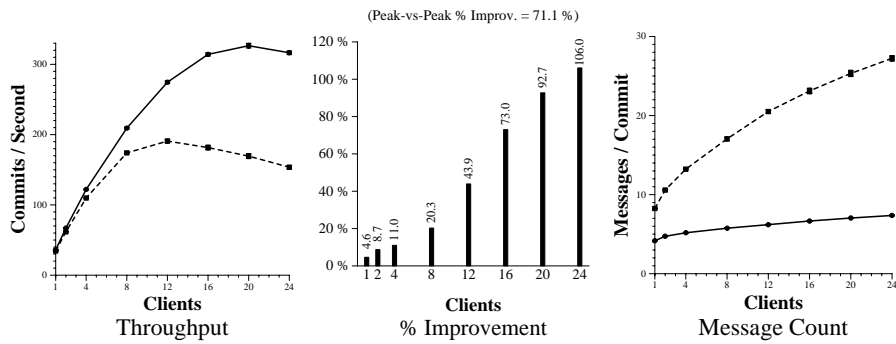 (Peak-vs-Peak % Improv. = 71.1 %)
Commits / Second
300
200
100
0
1 4 8 12 16 20 24
Clients
Throughput
120 %
100 %
80 %
60 %
40 %
20 %
0 %
4.6 8.7 11.0 20.3 43.9 73.0 92.7 106.0
1 2 4 8 12 16 20 24
Clients
% Improvement
Messages / Commit
30
20
10
0
1 4 8 12 16 20 24
Clients
Message Count